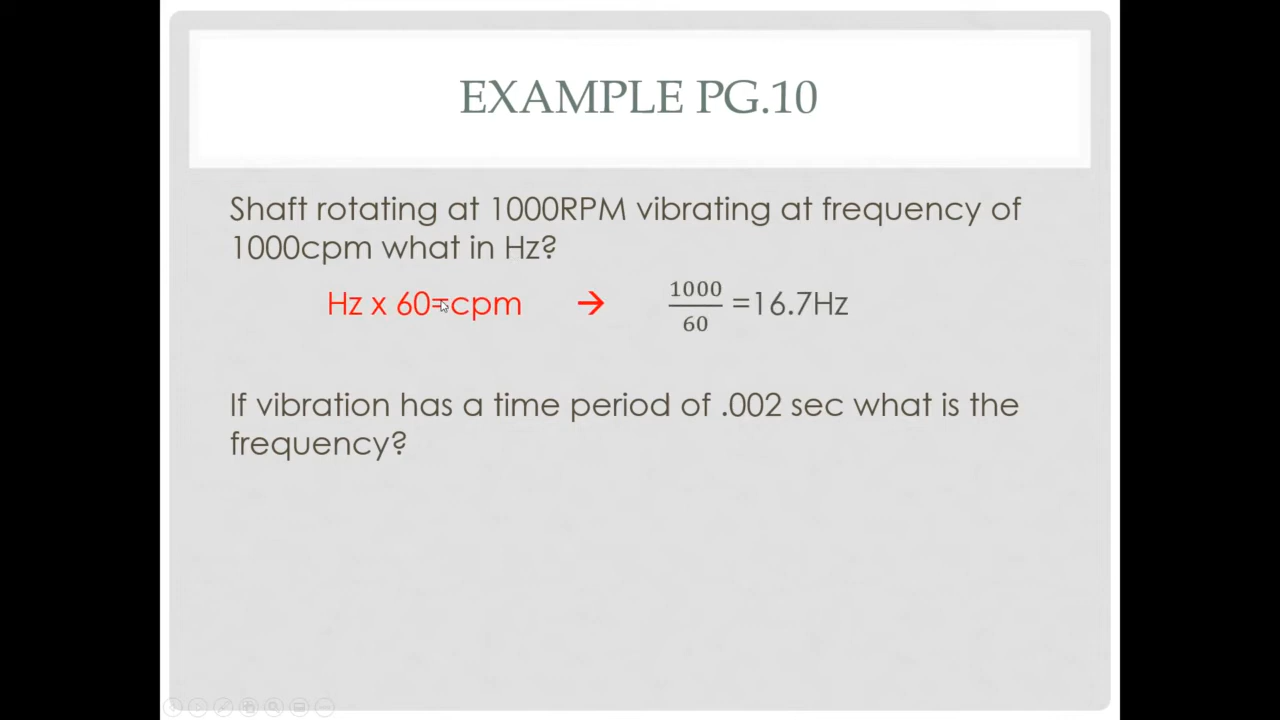 EXAMPLE PG.10
Shaft rotating at 1000RPM vibrating at frequency of
1000cpm what in Hz?
Hz x 60=cpm → 1000/60 =16.7Hz
If vibration has a time period of .002 sec what is the
frequency?